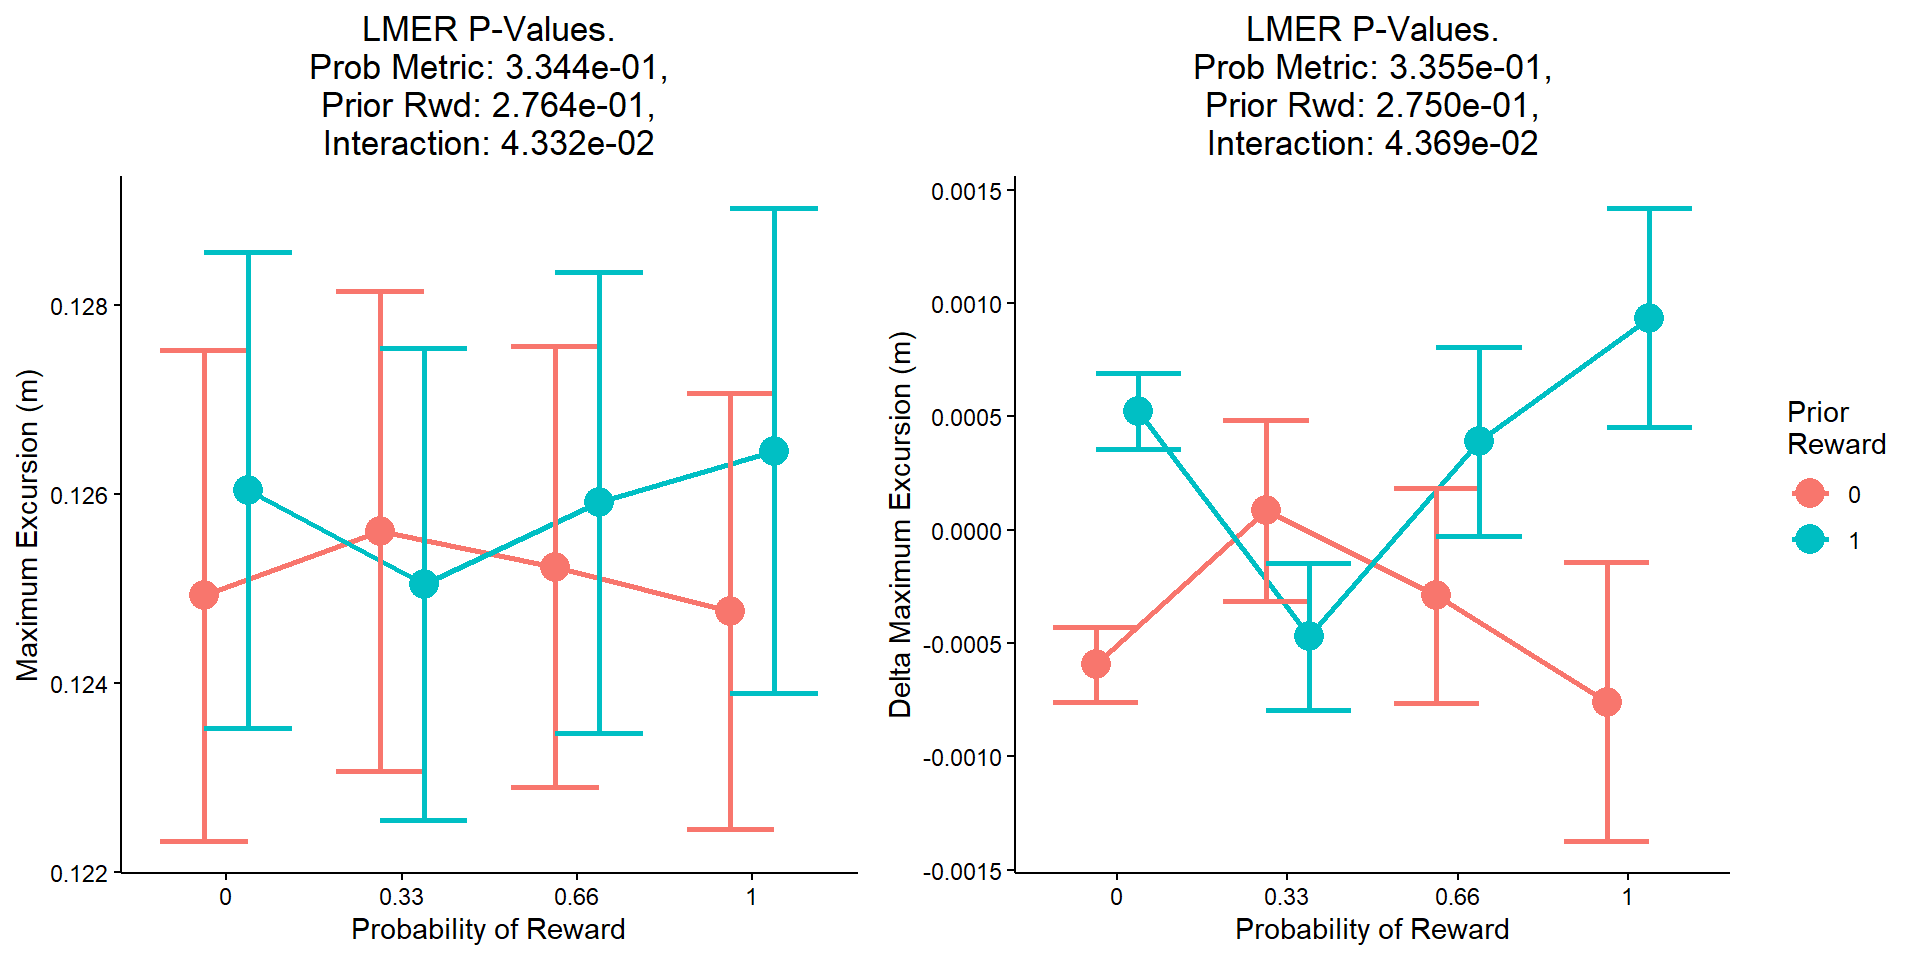 LMER P-Values.
Prob Metric: 3.344e-01,
Prior Rwd: 2.764e-01,
Interaction: 4.332e-02
Maximum Excursion (m)
0.128
0.126
0.124
0.122
0
0.33
0.66
1
Probability of Reward
LMER P-Values.
Prob Metric: 3.355e-01,
Prior Rwd: 2.750e-01,
Interaction: 4.369e-02
Delta Maximum Excursion (m)
0.0015
0.0010
0.0005
0.0000
-0.0005
-0.0010
-0.0015
0
0.33
0.66
1
Probability of Reward
Prior
Reward
0
1